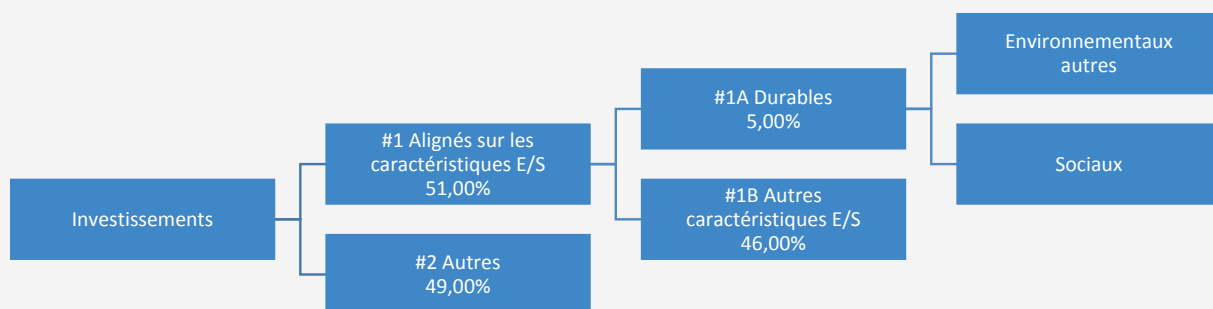 Investissements
#1 Alignés sur les
caractéristiques E/S
51,00%
#2 Autres
49,00%
#1A Durables
5,00%
#1B Autres
caractéristiques E/S
46,00%
Environnementaux
autres
Sociaux